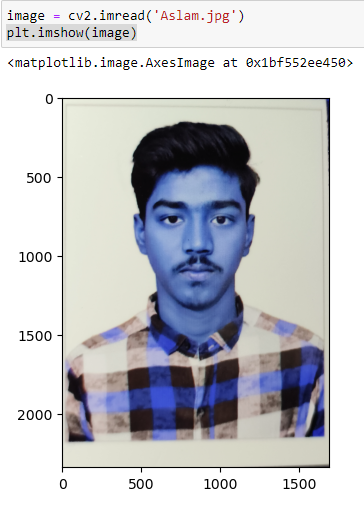 image = cv2.imread('Aslam.jpg')
plt.imshow(image)
<matplotlib.image.AxesImage at 0x1bf552ee450>
0
500
1000
1500
2000
0 500 1000 1500